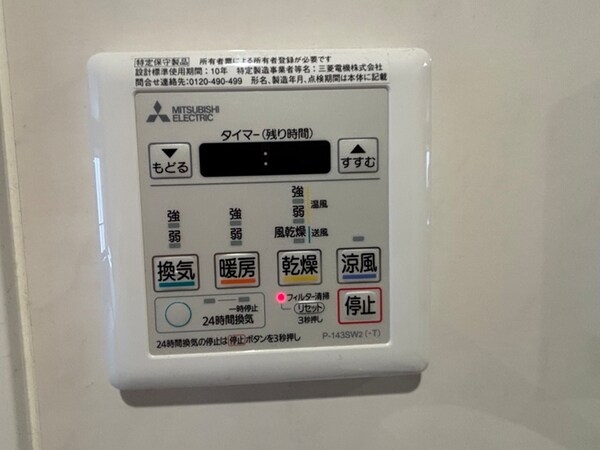 特定保守製品 所有者票による所有者登録が必要です
設計標準使用期間：10年 特定製造事業者等名：三菱電機株式会社
問合せ連絡先:0120-490-499 形名、製造年月、点検期間は本体に記載
MITSUBISHI
ELECTRIC
タイマー(残り時間)
▼
もどる
:
▲
すすむ
強
弱
強
弱
強
弱
温風
風乾燥
送風
換気
暖房
乾燥
涼風
一時停止
24時間換気
フィルター清掃
リセット
3秒押し
停止
P-143SW2(-T)
24時間換気の停止は停止ボタンを3秒押し